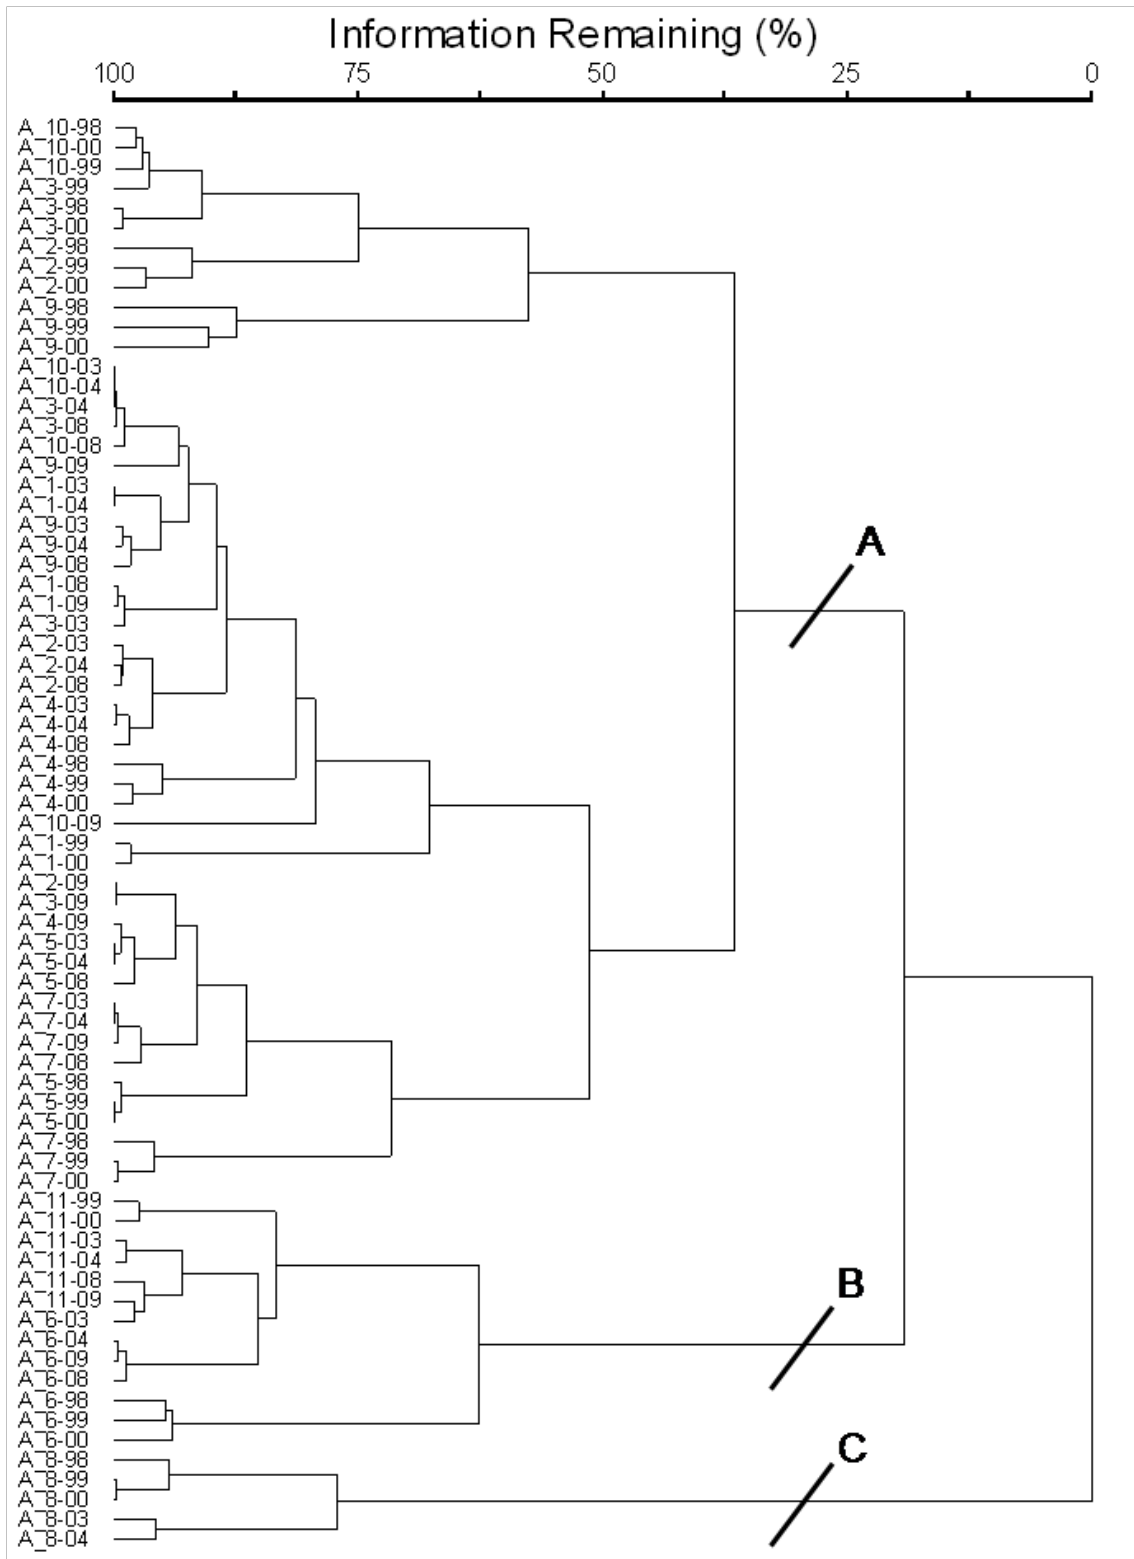 Information Remaining (%)
100 75 50 25 0
A_10-98
A_10-00
A_10-99
A_3-99
A_3-98
A_3-00
A_2-98
A_2-99
A_2-00
A_9-98
A_9-99
A_9-00
A_10-03
A_10-04
A_3-04
A_3-08
A_10-08
A_9-09
A_1-03
A_1-04
A_9-03
A_9-04
A_9-08
A_1-08
A_1-09
A_3-03
A_2-03
A_2-04
A_2-08
A_4-03
A_4-04
A_4-08
A_4-98
A_4-99
A_4-00
A_10-09
A_1-99
A_1-00
A_2-09
A_3-09
A_4-09
A_5-03
A_5-04
A_5-08
A_7-03
A_7-04
A_7-09
A_7-08
A_5-98
A_5-99
A_5-00
A_7-98
A_7-99
A_7-00
A_11-99
A_11-00
A_11-03
A_11-04
A_11-08
A_11-09
A_6-03
A_6-04
A_6-09
A_6-08
A_6-98
A_6-99
A_6-00
A_8-98
A_8-99
A_8-00
A_8-03
A_8-04
A
B
C